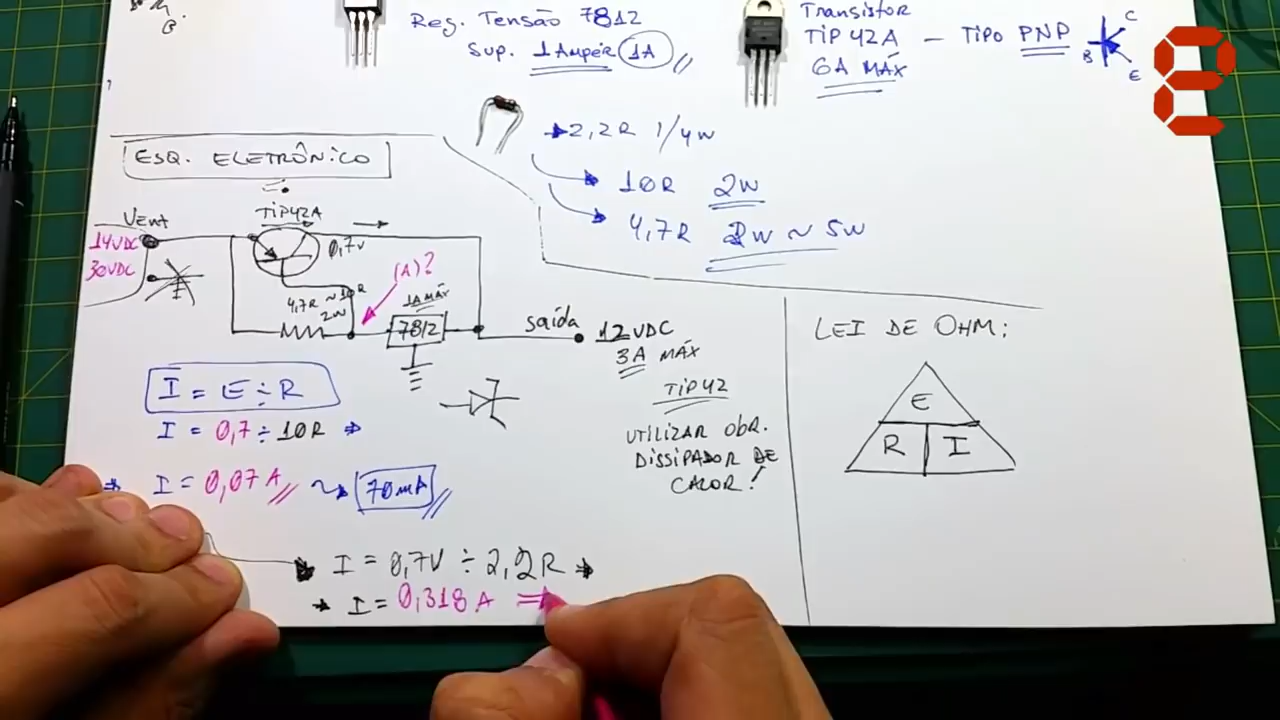 Reg. Tensão 7812
Sup. 1 Ampér 1A
Transistor
TIP 42A — TIPO PNP
6A MÁX
C
B
E
2,2R 1/4W
10R 2W
4,7R 2W ~ 5W
ESQ. ELETRÔNICO
Vent
TIP42A
14VDC
30VDC
0,7V
(A)?
4,7R ~ 10R
2W
1A MÁX
7812
saída
12VDC
3A MÁX
TIP42
UTILIZAR OBR.
DISSIPADOR DE
CALOR!
I = E ÷ R
I = 0,7 ÷ 10R
I = 0,07A
70mA
I = 0,7V ÷ 2,2R
I = 0,318A
LEI DE OHM:
E
R I